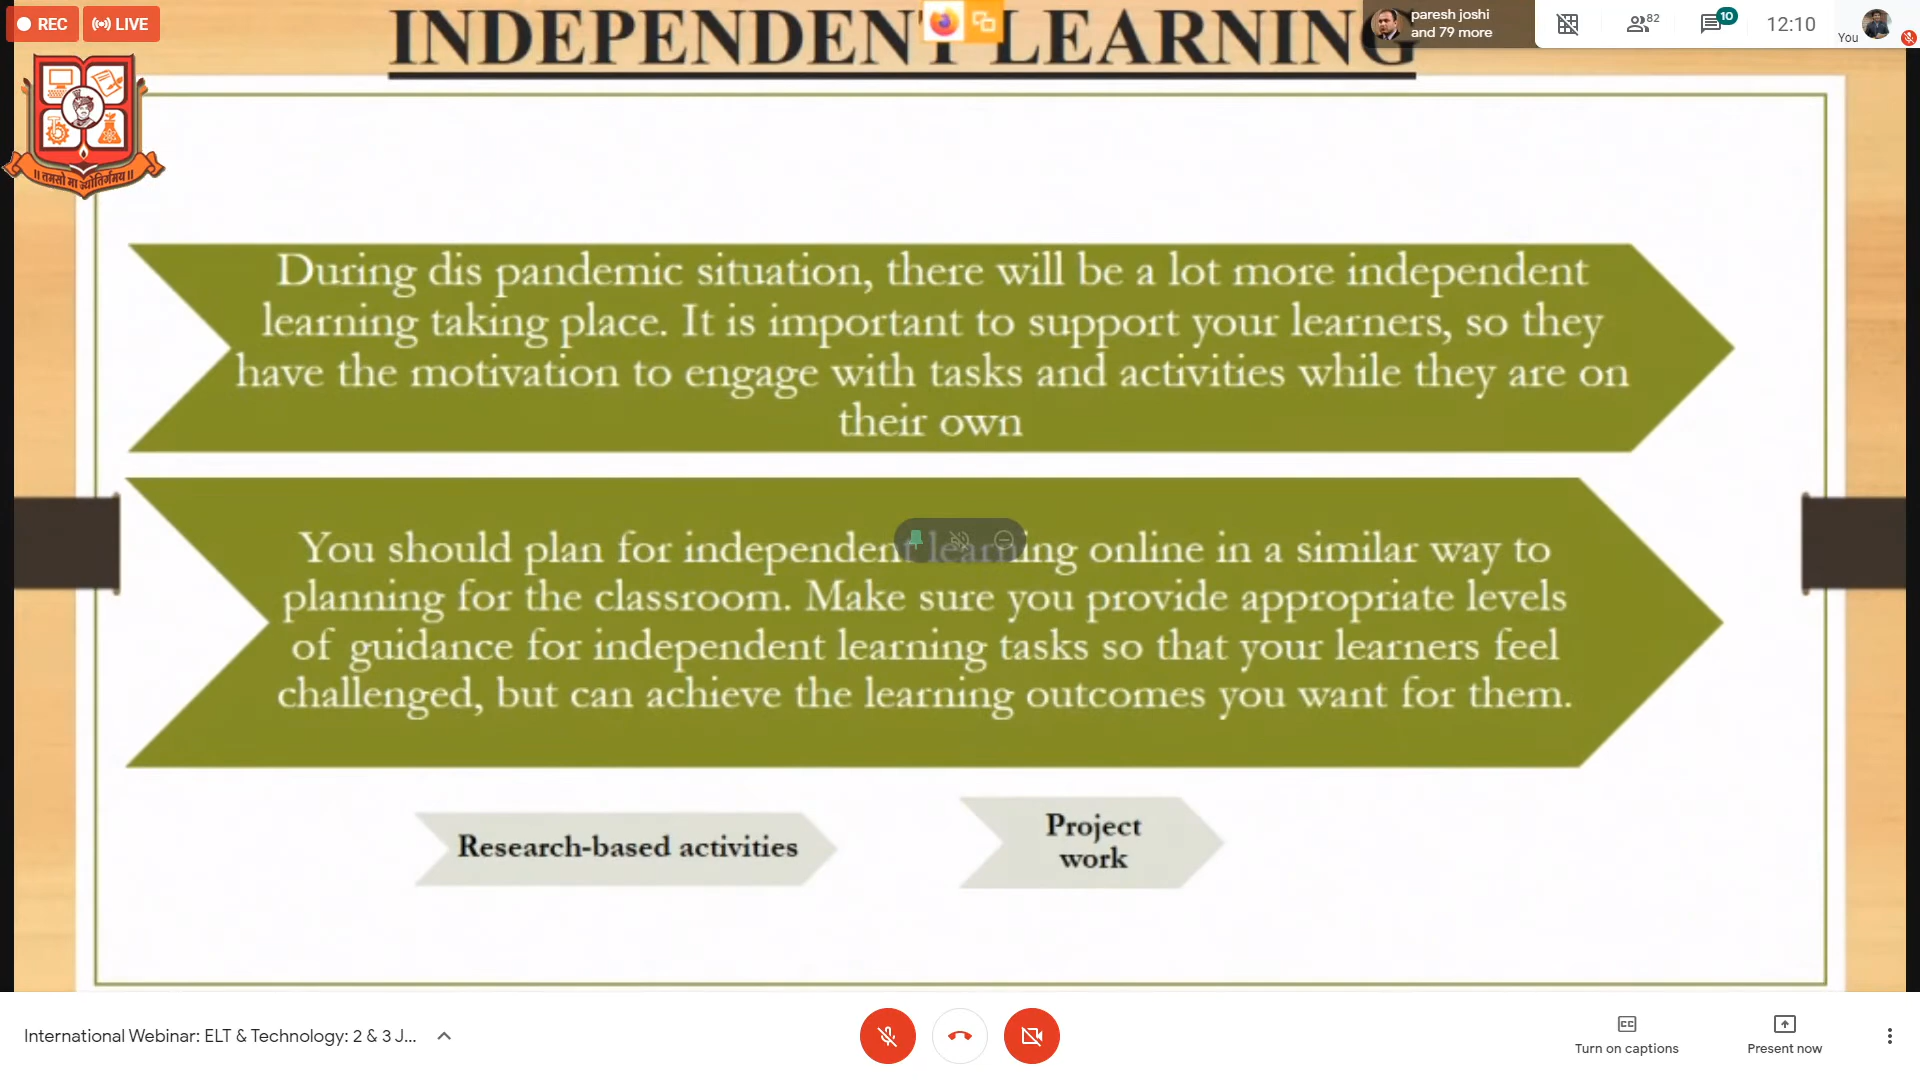 REC
LIVE
INDEPENDENT LEARNING
paresh joshi
and 79 more
82
10
12:10
You
॥ तमसो मा ज्योतिर्गमय ॥
During dis pandemic situation, there will be a lot more independent
learning taking place. It is important to support your learners, so they
have the motivation to engage with tasks and activities while they are on
their own
You should plan for independent learning online in a similar way to
planning for the classroom. Make sure you provide appropriate levels
of guidance for independent learning tasks so that your learners feel
challenged, but can achieve the learning outcomes you want for them.
Research-based activities
Project
work
International Webinar: ELT & Technology: 2 & 3 J...
Turn on captions
Present now